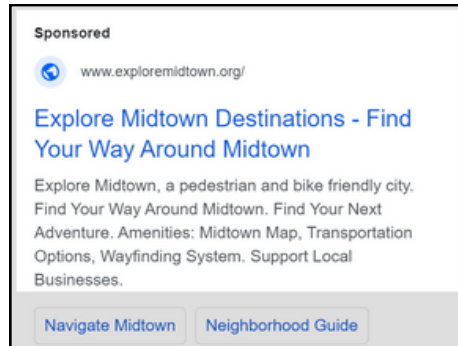 Sponsored
www.exploremidtown.org/
Explore Midtown Destinations - Find
Your Way Around Midtown
Explore Midtown, a pedestrian and bike friendly city.
Find Your Way Around Midtown. Find Your Next
Adventure. Amenities: Midtown Map, Transportation
Options, Wayfinding System. Support Local
Businesses.
Navigate Midtown Neighborhood Guide